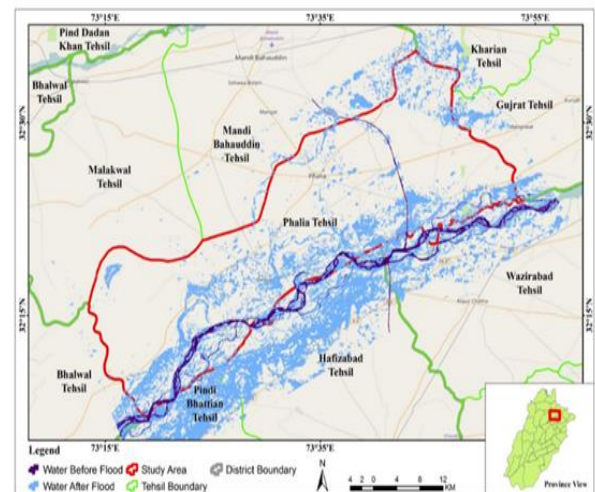 73°15'E 73°35'E 73°55'E
Pind Dadan
Khan Tehsil
Kharian
Tehsil
Mandi Bahauddin
Bhalwal
Tehsil
Gujrat Tehsil
32°30'N
32°30'N
Mandi
Bahauddin
Tehsil
Malakwal
Tehsil
Phalia
Phalia Tehsil
Wazirabad
Tehsil
32°15'N
32°15'N
Hafizabad
Tehsil
Bhalwal
Tehsil
Pindi
Bhattian
Tehsil
73°15'E 73°35'E
Legend
Water Before Flood Study Area District Boundary
Water After Flood Tehsil Boundary
N
4 2 0 4 8 12
KM
Province View